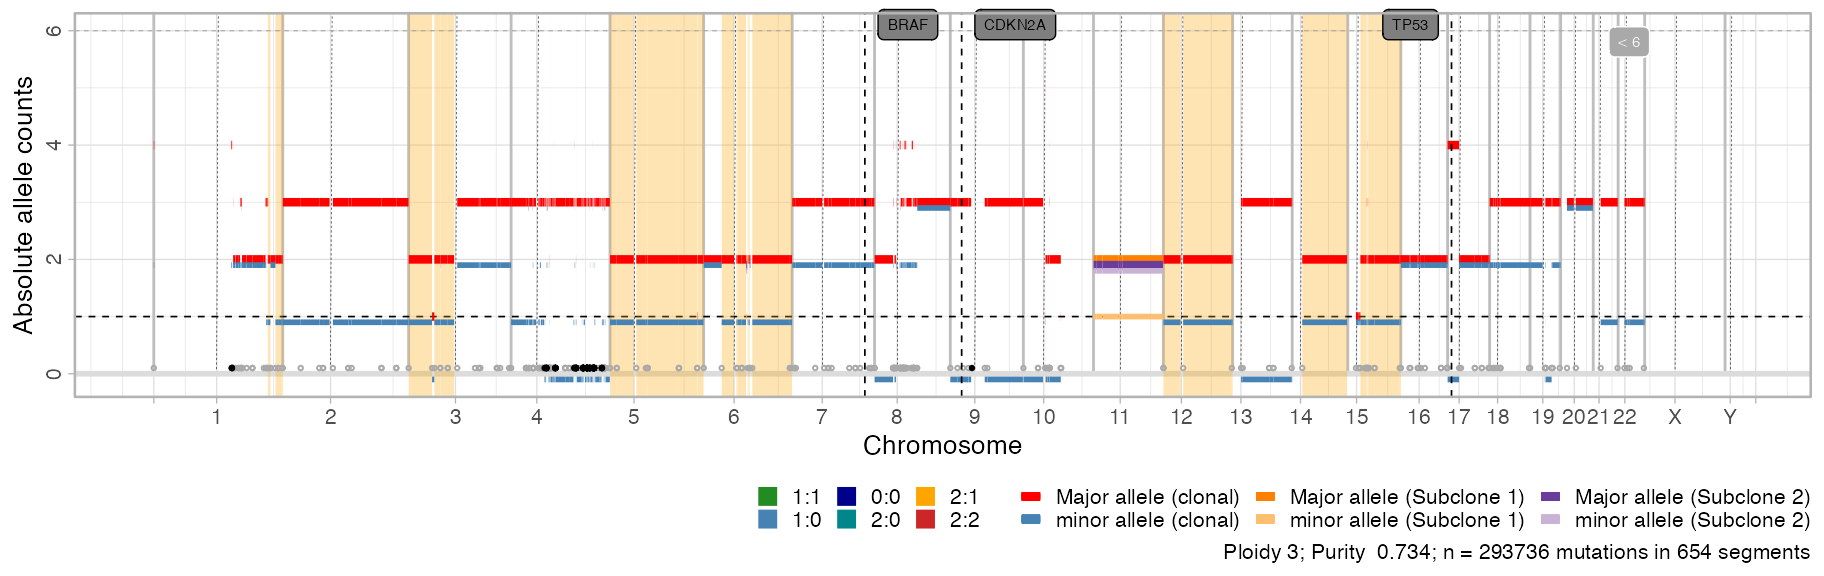 BRAF CDKN2A TP53
< 6
6
4
2
0
Absolute allele counts
1 2 3 4 5 6 7 8 9 10 11 12 13 14 15 16 17 18 19 20 21 22 X Y
Chromosome
1:1 0:0 2:1 Major allele (clonal) Major allele (Subclone 1) Major allele (Subclone 2)
1:0 2:0 2:2 minor allele (clonal) minor allele (Subclone 1) minor allele (Subclone 2)
Ploidy 3; Purity 0.734; n = 293736 mutations in 654 segments